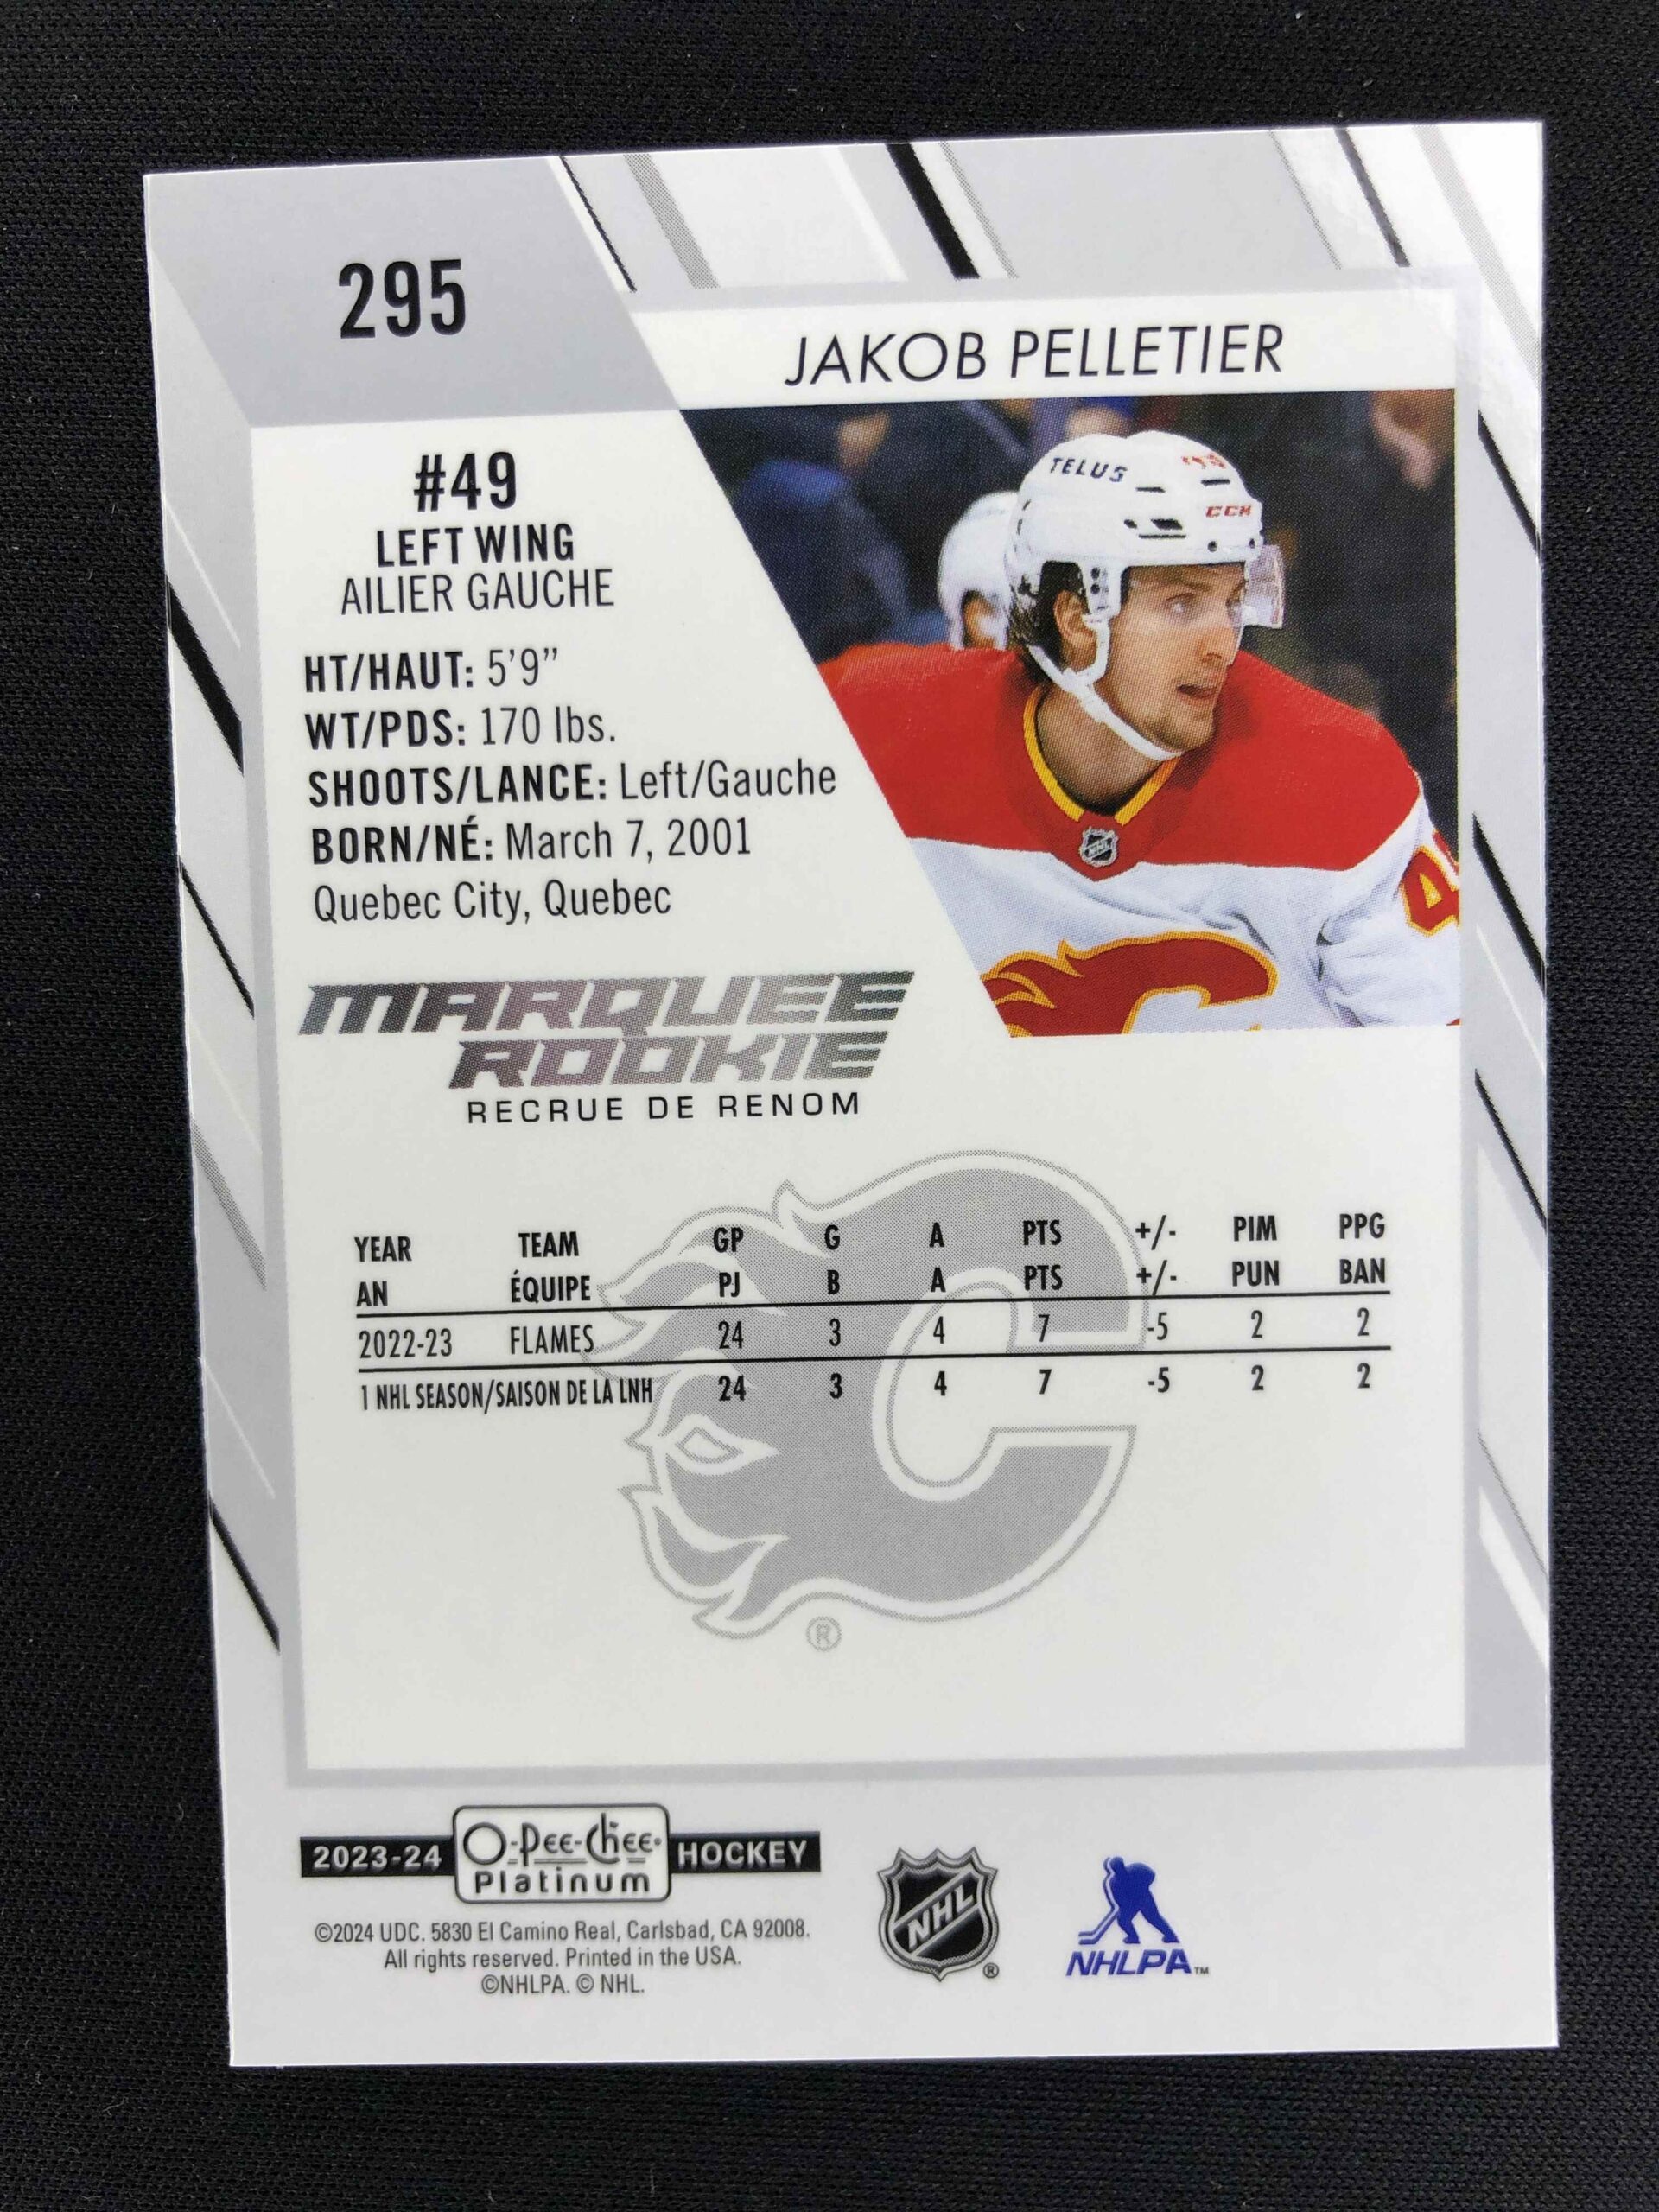 295
JAKOB PELLETIER
#49
LEFT WING
AILIER GAUCHE
HT/HAUT: 5'9”
WT/PDS: 170 lbs.
SHOOTS/LANCE: Left/Gauche
BORN/NÉ: March 7, 2001
Quebec City, Quebec
TELUS
CCM
NHL
4
MARQUEE
ROOKIE
RECRUE DE RENOM
YEAR TEAM GP G A PTS +/- PIM PPG
AN ÉQUIPE PJ B A PTS +/- PUN BAN
2022-23 FLAMES 24 3 4 7 -5 2 2
1 NHL SEASON/SAISON DE LA LNH 24 3 4 7 -5 2 2
®
2023-24 O-Pee-Chee® HOCKEY
Platinum
©2024 UDC. 5830 El Camino Real, Carlsbad, CA 92008.
All rights reserved. Printed in the USA.
©NHLPA. © NHL.
NHL ®
NHLPA™